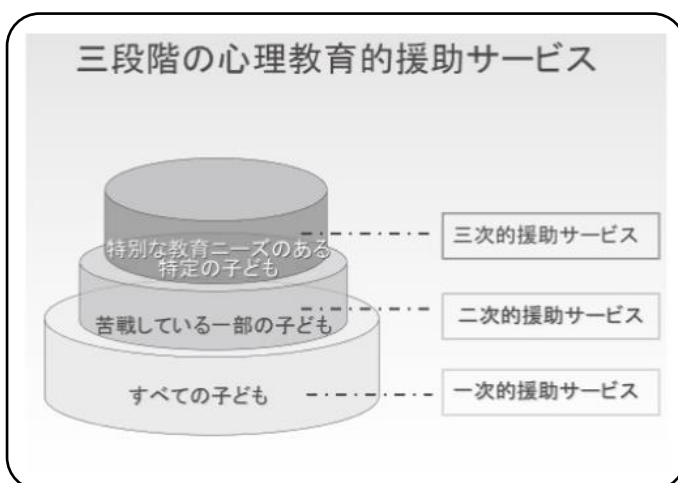 三段階の心理教育的援助サービス
特別な教育ニーズのある
特定の子ども
三次的援助サービス
苦戦している一部の子ども
二次的援助サービス
すべての子ども
一次的援助サービス